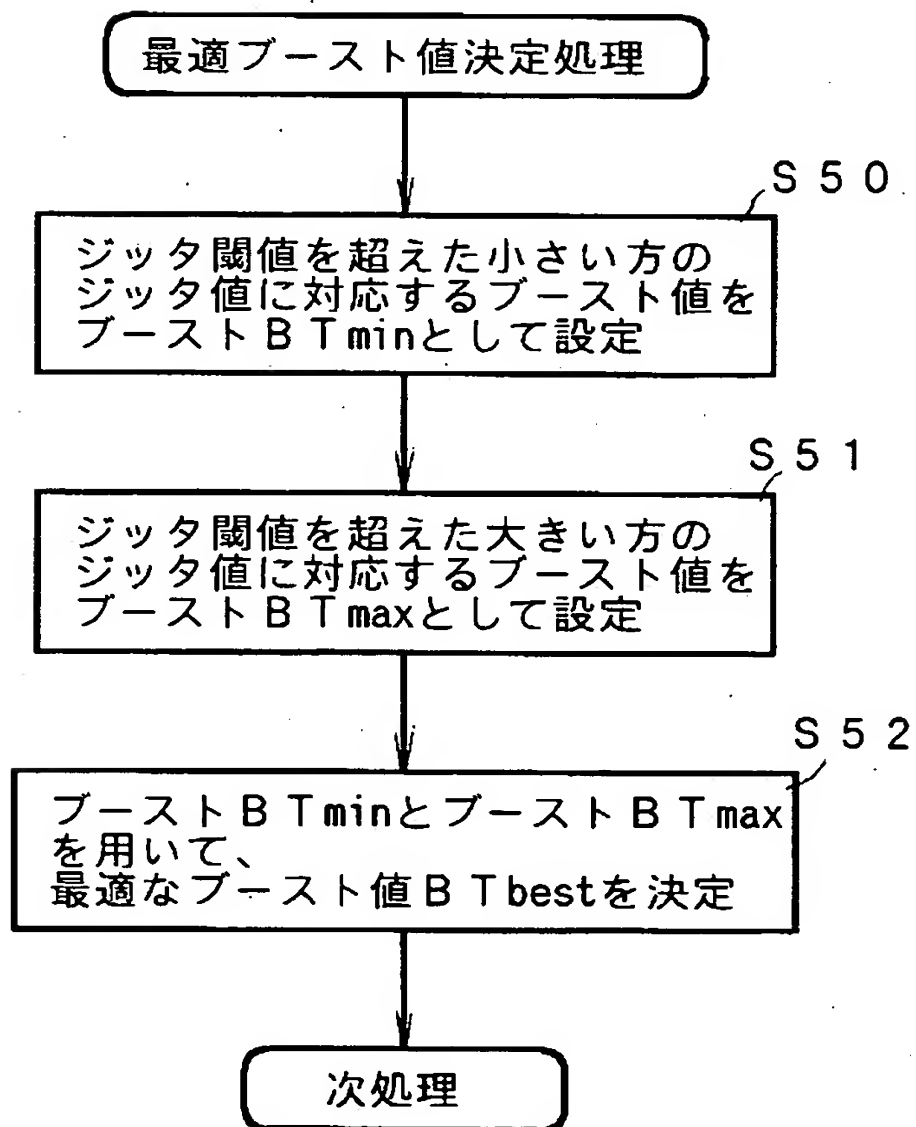 最適ブースト値決定処理
S50
ジッタ閾値を超えた小さい方の
ジッタ値に対応するブースト値を
ブーストBTminとして設定
S51
ジッタ閾値を超えた大きい方の
ジッタ値に対応するブースト値を
ブーストBTmaxとして設定
S52
ブーストBTminとブーストBTmax
を用いて、
最適なブースト値BTbestを決定
次処理